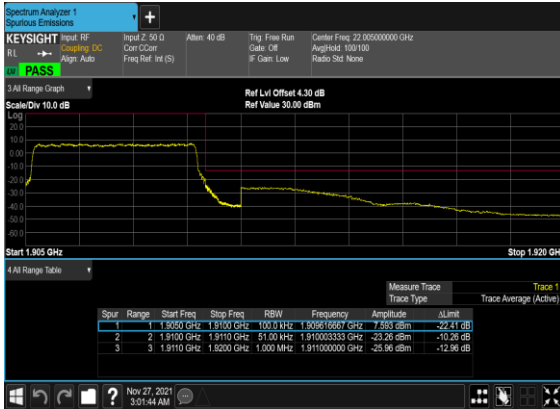 Spectrum Analyzer 1
Spurious Emissions
KEYSIGHT Input: RF Input Z: 50 Ω Atten: 40 dB Trig: Free Run Center Freq: 22.005000000 GHz
RL Coupling: DC Corr CCorr Gate: Off Avg|Hold: 100/100
Align: Auto Freq Ref: Int (S) IF Gain: Low Radio Std: None
PASS
3 All Range Graph
Ref Lvl Offset 4.30 dB
Scale/Div 10.0 dB Ref Value 30.00 dBm
Log
20.0
10.0
0.00
-10.0
-20.0
-30.0
-40.0
-50.0
-60.0
Start 1.905 GHz Stop 1.920 GH
4 All Range Table
Measure Trace Trace 1
Trace Type Trace Average (Active)
Spur Range Start Freq Stop Freq RBW Frequency Amplitude ΔLimit
1 1 1.9050 GHz 1.9100 GHz 100.0 kHz 1.909616667 GHz 7.593 dBm -22.41 dB
2 2 1.9100 GHz 1.9110 GHz 51.00 kHz 1.910003333 GHz -23.26 dBm -10.26 dB
3 3 1.9110 GHz 1.9200 GHz 1.000 MHz 1.911000000 GHz -25.96 dBm -12.96 dB
? Nov 27, 2021
3:01:44 AM